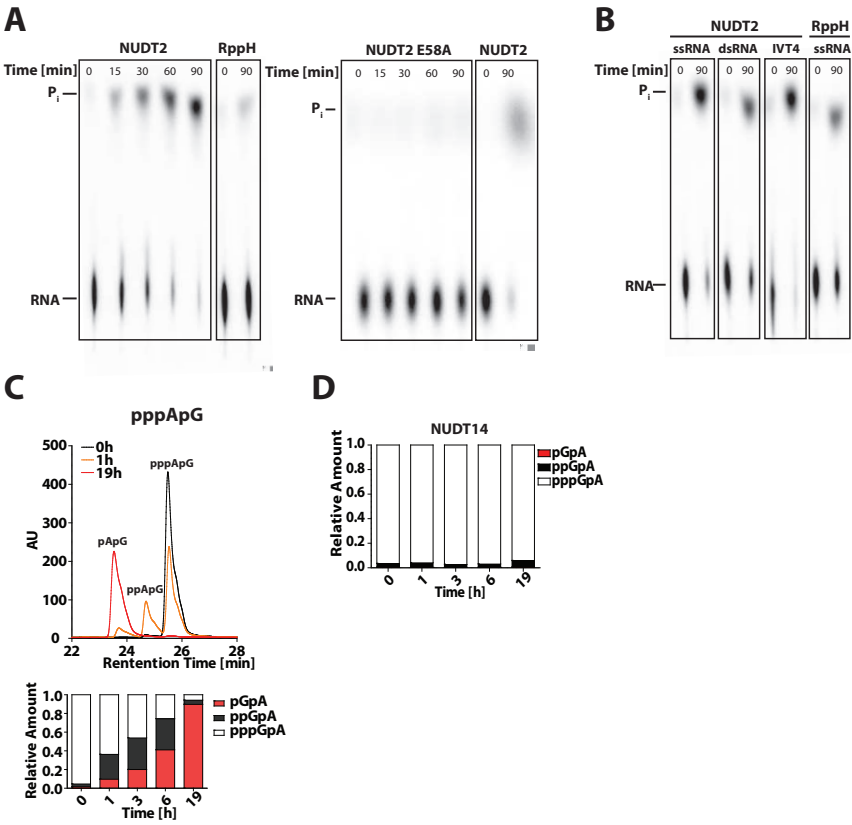 A
NUDT2 RppH
Time [min] 0 15 30 60 90 0 90
Pi
RNA
NUDT2 E58A NUDT2
Time [min] 0 15 30 60 90 0 90
Pi
RNA
B
NUDT2 RppH
ssRNA dsRNA IVT4 ssRNA
Time [min] 0 90 0 90 0 90 0 90
Pi
RNA
C
pppApG
500
400
300
200
100
0
AU
0h
1h
19h
pppApG
pApG
ppApG
22 24 26 28
Rentention Time [min]
1.0
0.8
0.6
0.4
0.2
0.0
Relative Amount
pGpA
ppGpA
pppGpA
0 1 3 6 19
Time [h]
D
NUDT14
1.0
0.8
0.6
0.4
0.2
0.0
Relative Amount
pGpA
ppGpA
pppGpA
0 1 3 6 19
Time [h]